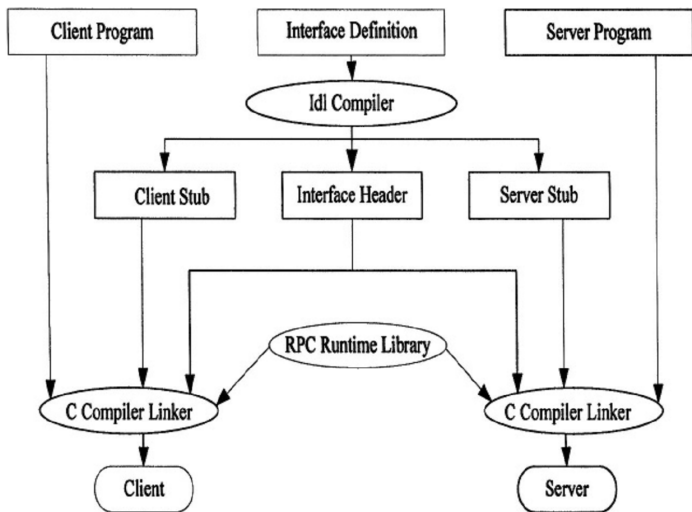 Client Program
Interface Definition
Server Program
Idl Compiler
Client Stub
Interface Header
Server Stub
RPC Runtime Library
C Compiler Linker
C Compiler Linker
Client
Server